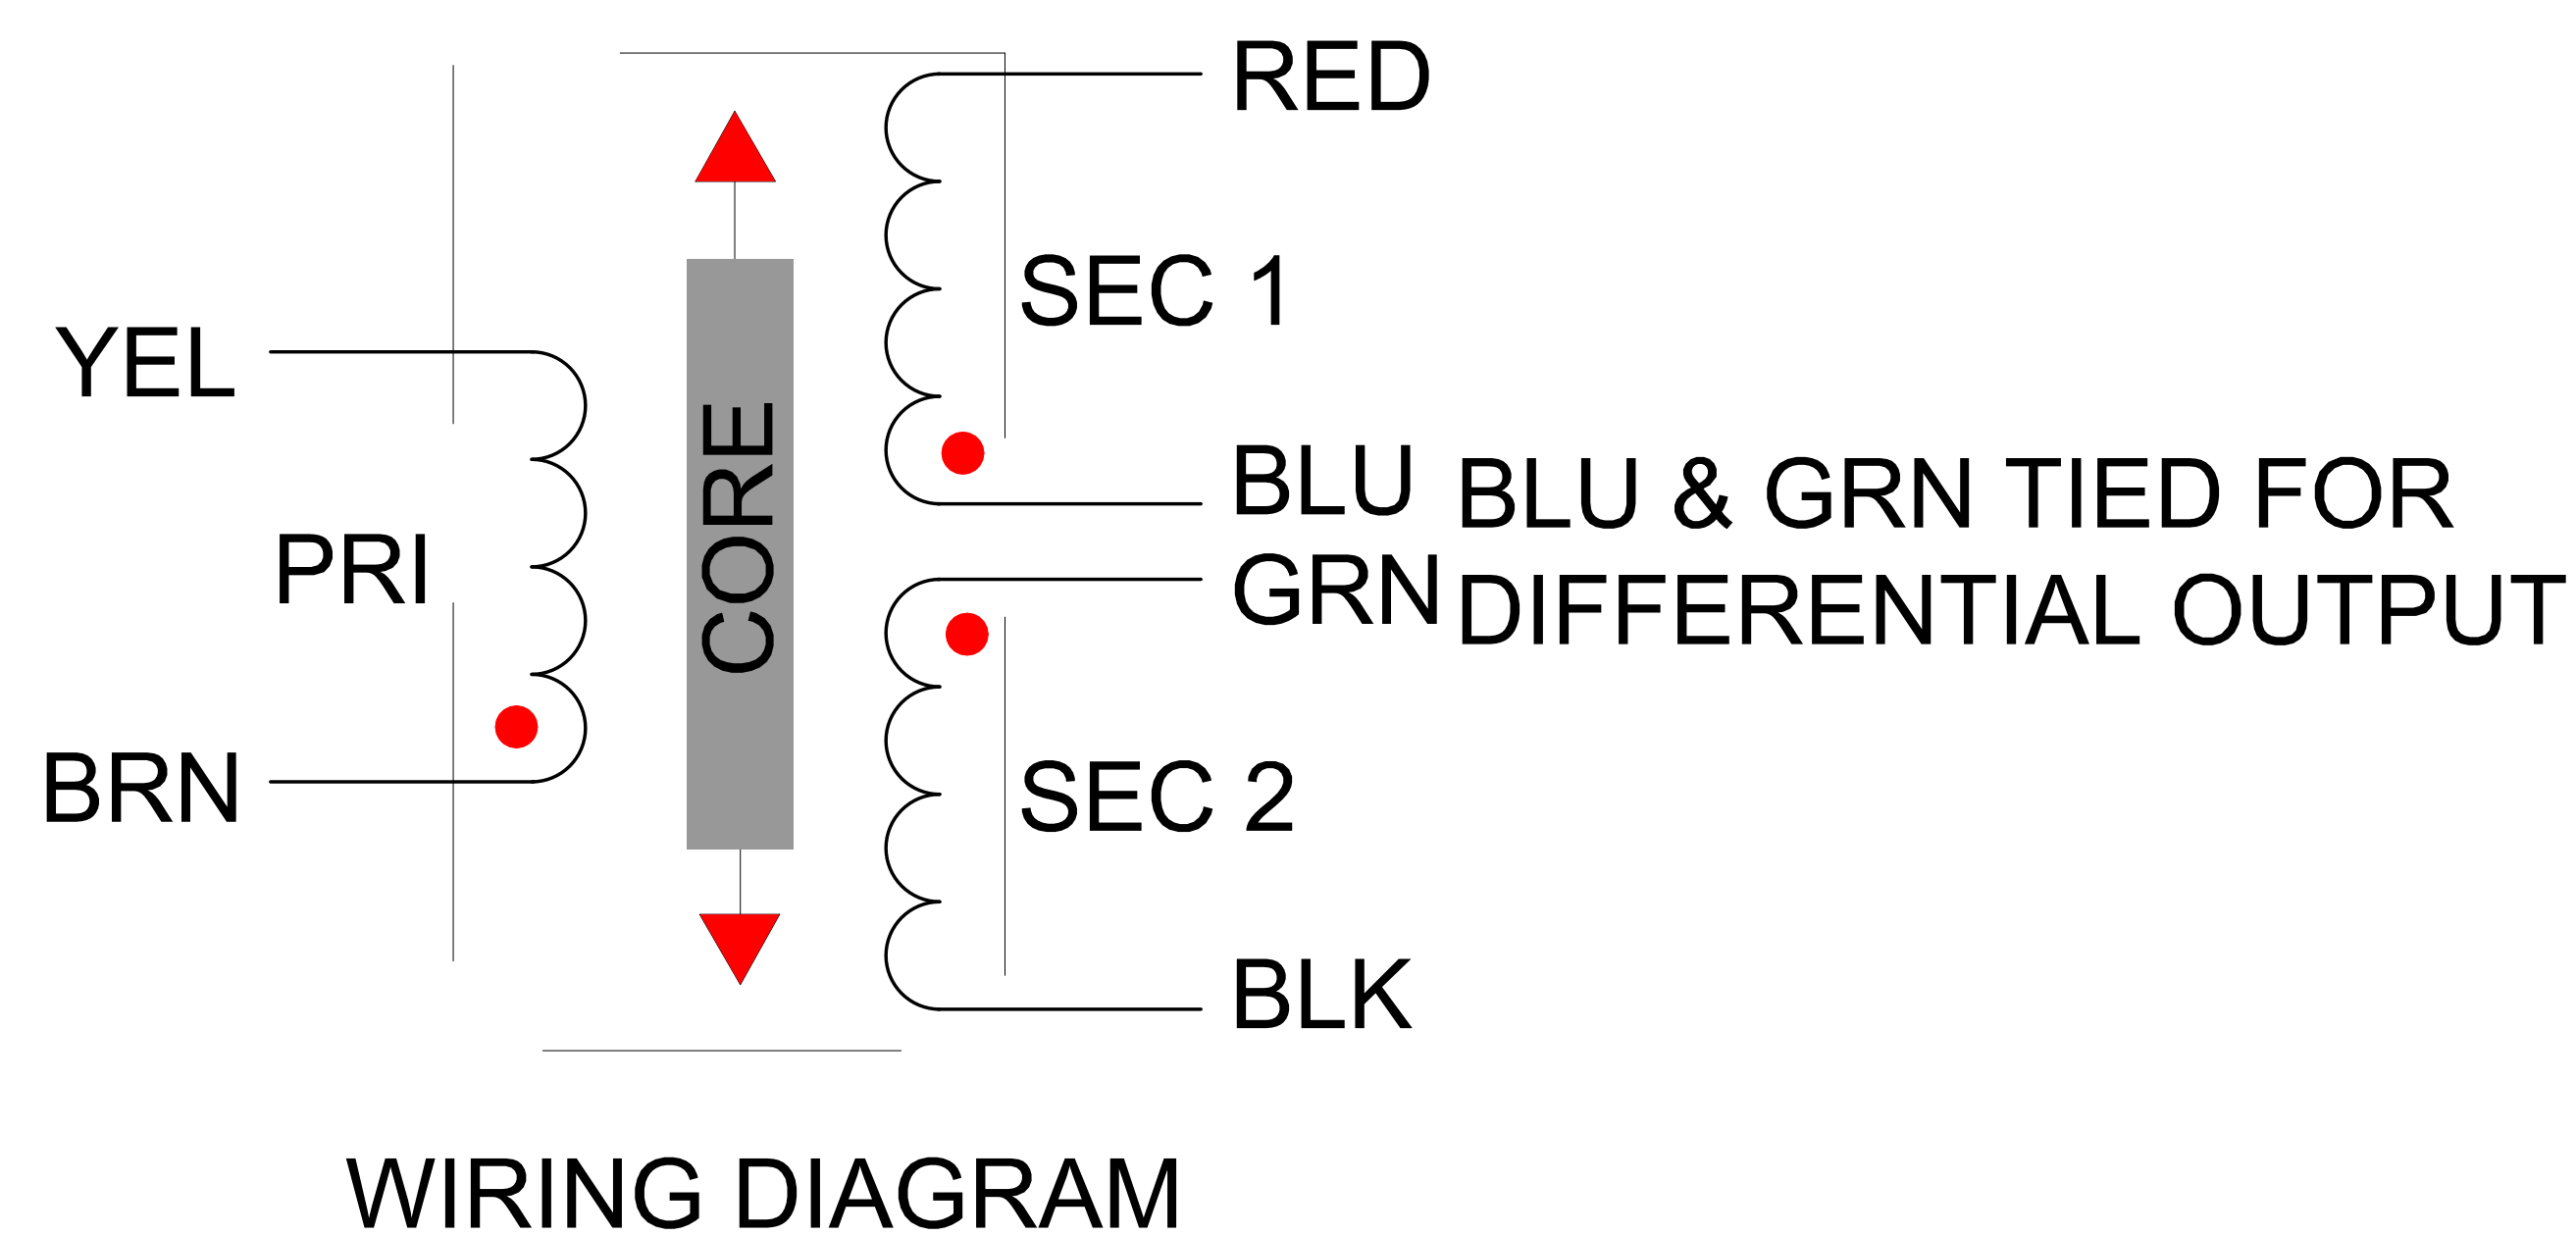 RED
SEC 1
YEL
CORE
BLU
BLU & GRN TIED FOR
GRN
DIFFERENTIAL OUTPUT
PRI
BRN
SEC 2
BLK
WIRING DIAGRAM